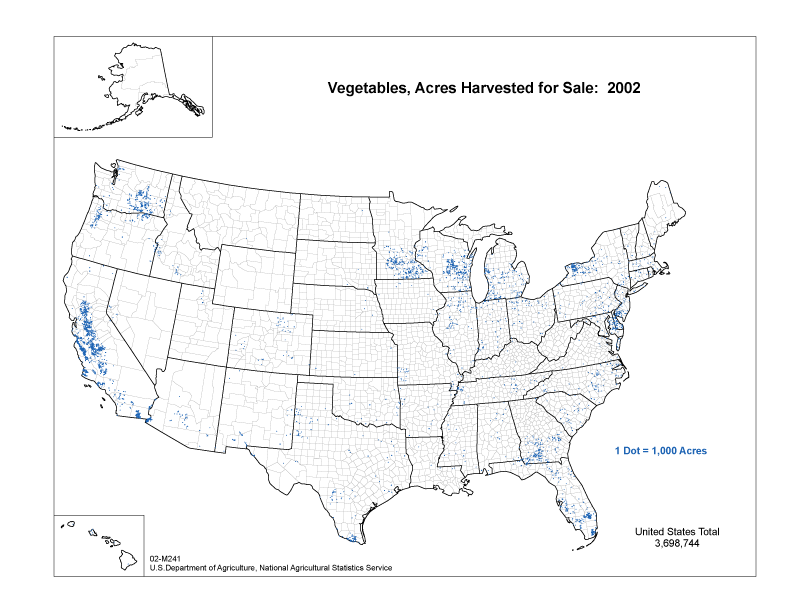 Vegetables, Acres Harvested for Sale: 2002
1 Dot = 1,000 Acres
United States Total
3,698,744
02-M241
U.S.Department of Agriculture, National Agricultural Statistics Service